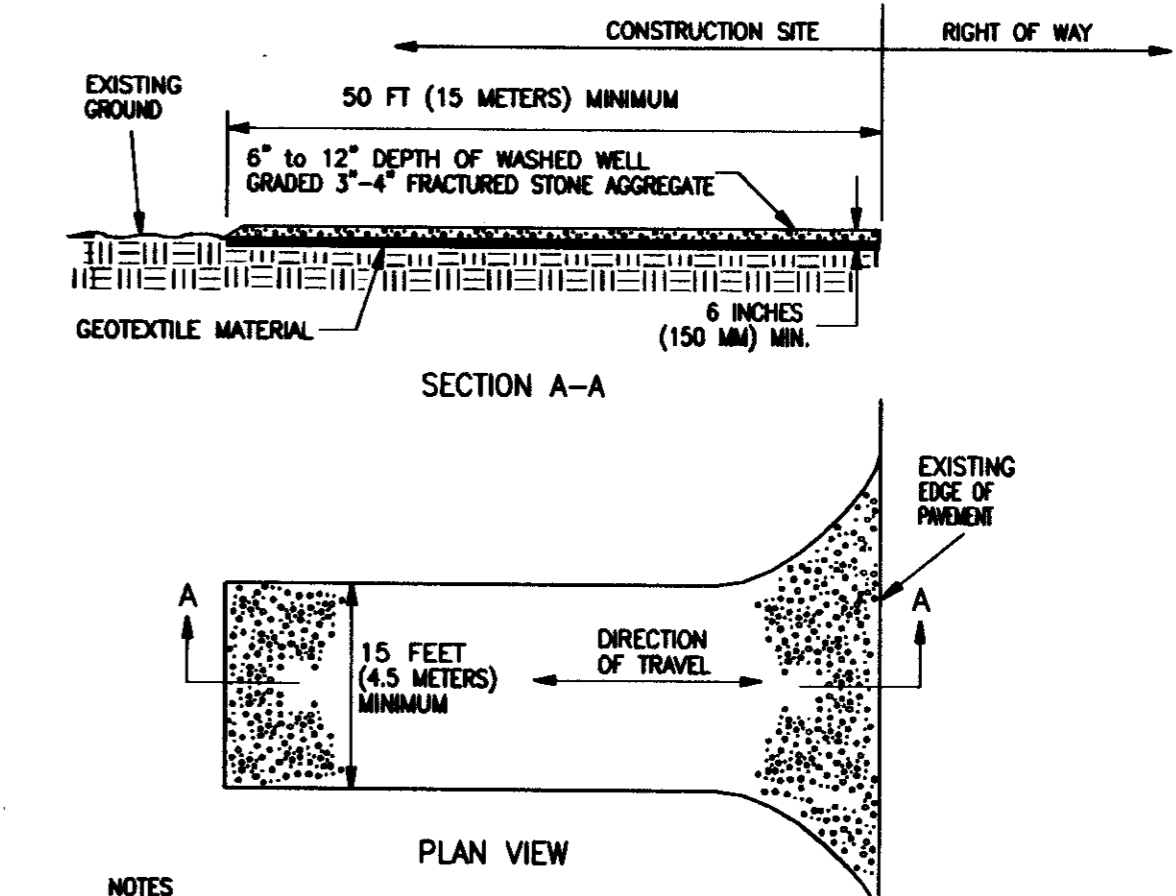 CONSTRUCTION SITE
RIGHT OF WAY
EXISTING
GROUND
50 FT (15 METERS) MINIMUM
6" to 12" DEPTH OF WASHED WELL
GRADED 3"-4" FRACTURED STONE AGGREGATE
GEOTEXTILE MATERIAL
6 INCHES
(150 MM) MIN.
SECTION A-A
EXISTING
EDGE OF
PAVEMENT
A
A
15 FEET
(4.5 METERS)
MINIMUM
DIRECTION
OF TRAVEL
PLAN VIEW
NOTES